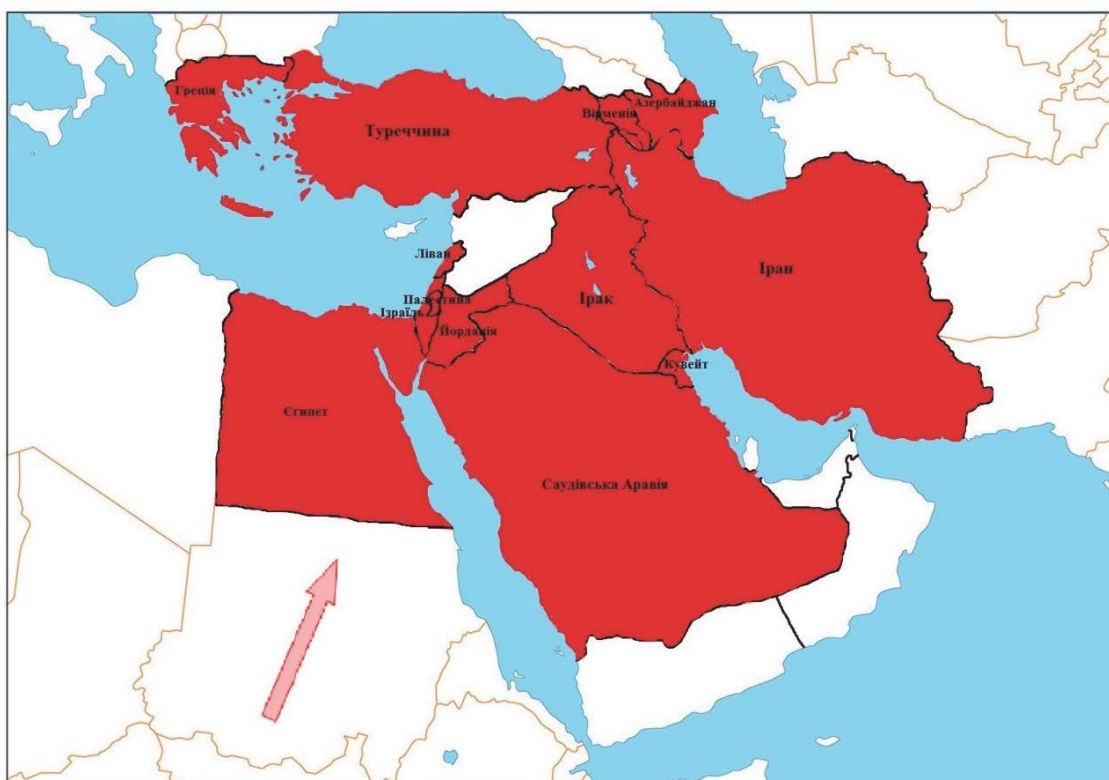 Греція
Туреччина
Вірменія
Азербайджан
Ліван
Палестина
Ізраїль
Йорданія
Ірак
Іран
Кувейт
Єгипет
Саудівська Аравія